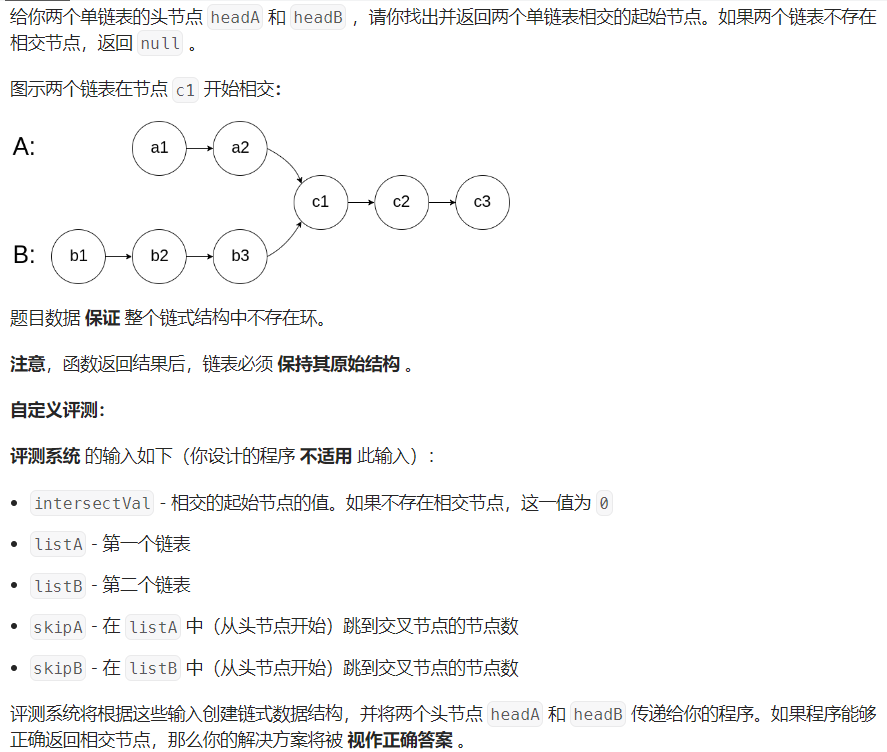 给你两个单链表的头节点 headA 和 headB ，请你找出并返回两个单链表相交的起始节点。如果两个链表不存在
相交节点，返回 null 。
图示两个链表在节点 c1 开始相交：
A:
a1
a2
c1
c2
c3
B:
b1
b2
b3
题目数据 保证 整个链式结构中不存在环。
注意，函数返回结果后，链表必须 保持其原始结构 。
自定义评测：
评测系统 的输入如下（你设计的程序 不适用 此输入）：
• intersectVal - 相交的起始节点的值。如果不存在相交节点，这一值为 0
• listA - 第一个链表
• listB - 第二个链表
• skipA - 在 listA 中（从头节点开始）跳到交叉节点的节点数
• skipB - 在 listB 中（从头节点开始）跳到交叉节点的节点数
评测系统将根据这些输入创建链式数据结构，并将两个头节点 headA 和 headB 传递给你的程序。如果程序能够
正确返回相交节点，那么你的解决方案将被 视作正确答案 。